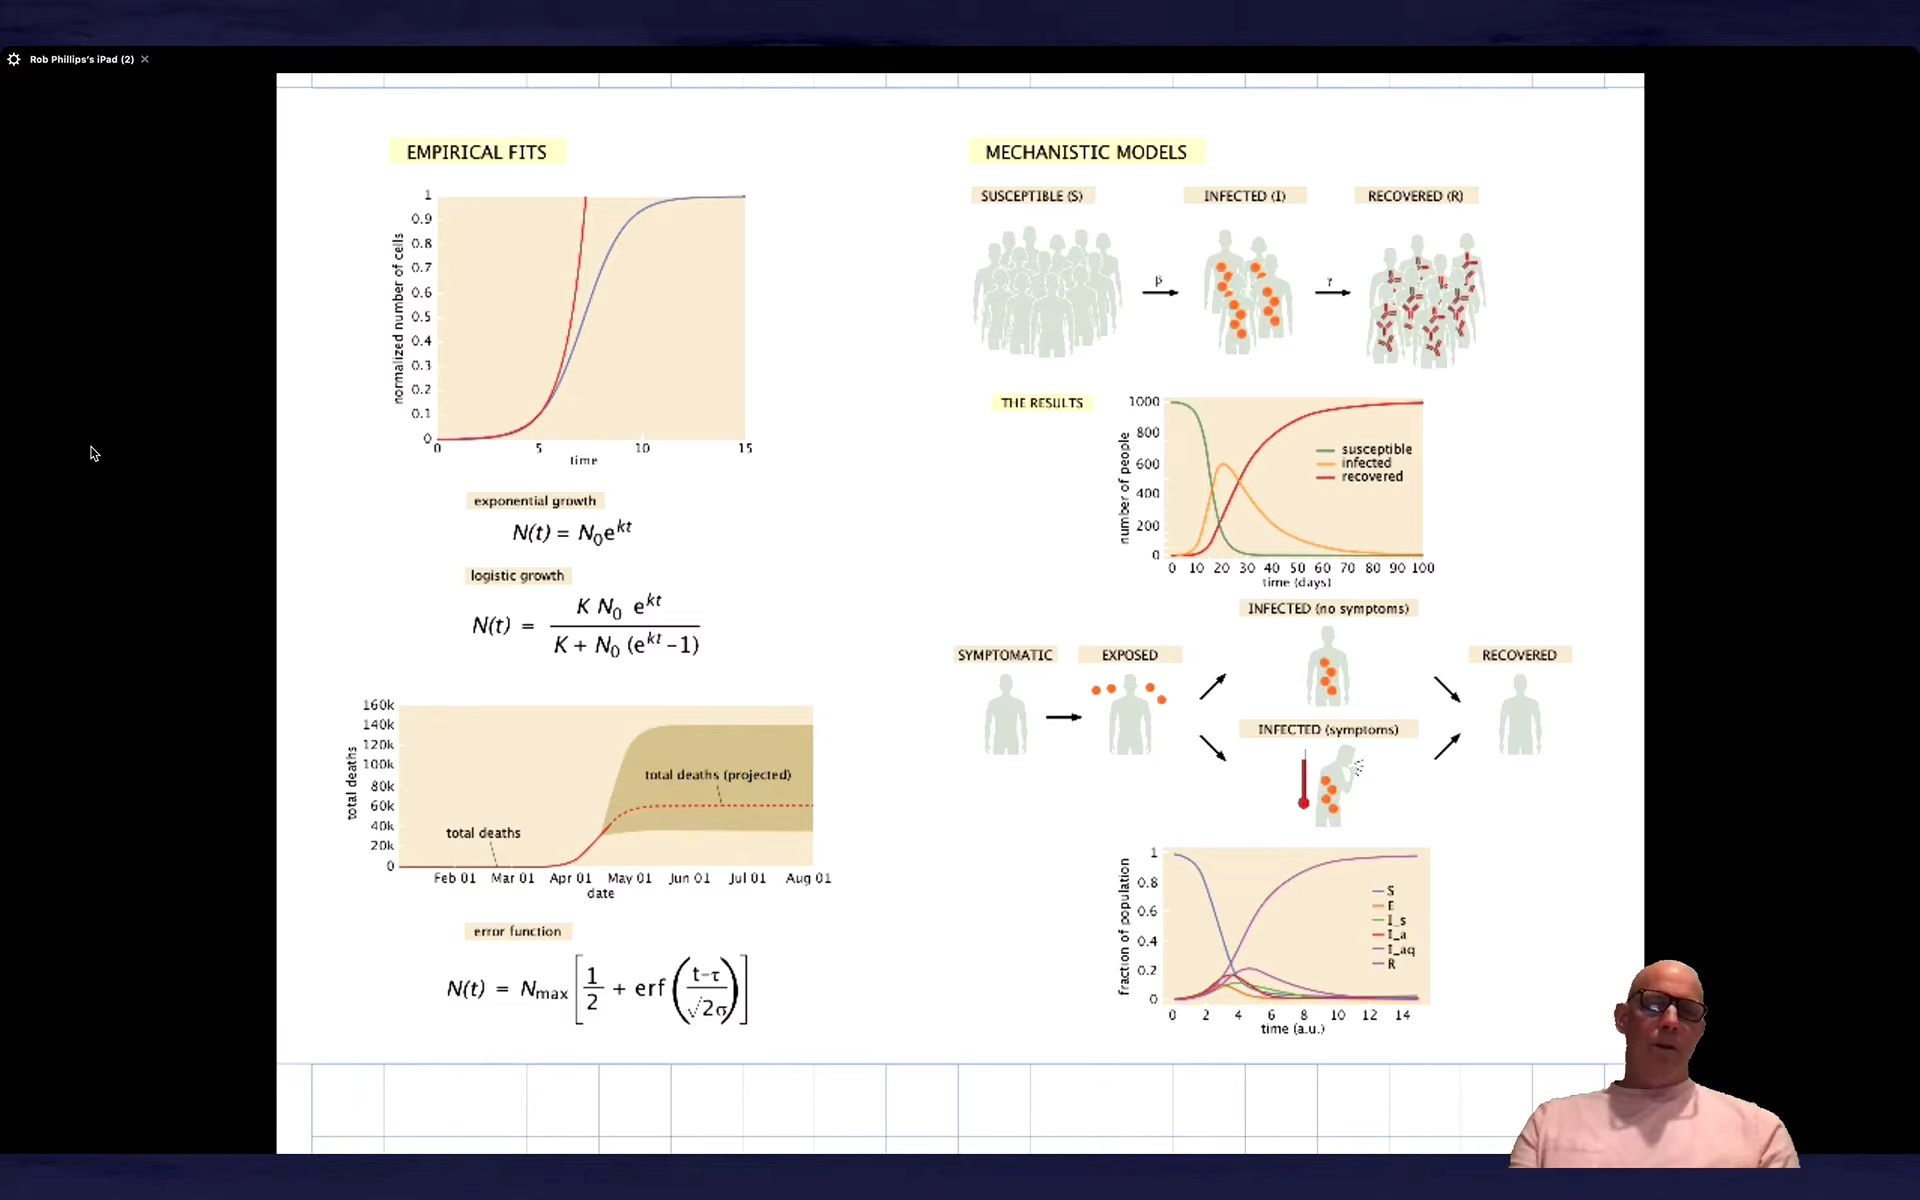 Rob Phillips's iPad (2) ×
EMPIRICAL FITS
1
0.9
0.8
0.7
0.6
0.5
0.4
0.3
0.2
0.1
0
normalized number of cells
0 5 10 15
time
exponential growth
N(t) = N₀e^{kt}
logistic growth
N(t) = K N₀ e^{kt} / K + N₀ (e^{kt} -1)
160k
140k
120k
100k
80k
60k
40k
20k
0
total deaths
total deaths (projected)
total deaths
Feb 01 Mar 01 Apr 01 May 01 Jun 01 Jul 01 Aug 01
date
error function
N(t) = N_max [1/2 + erf (t-τ / √2σ)]
MECHANISTIC MODELS
SUSCEPTIBLE (S) INFECTED (I) RECOVERED (R)
β γ
THE RESULTS
1000
800
600
400
200
0
number of people
susceptible
infected
recovered
0 10 20 30 40 50 60 70 80 90 100
time (days)
INFECTED (no symptoms)
SYMPTOMATIC EXPOSED RECOVERED
INFECTED (symptoms)
1
0.8
0.6
0.4
0.2
0
fraction of population
S
E
I_s
I_a
I_aq
R
0 2 4 6 8 10 12 14
time (a.u.)